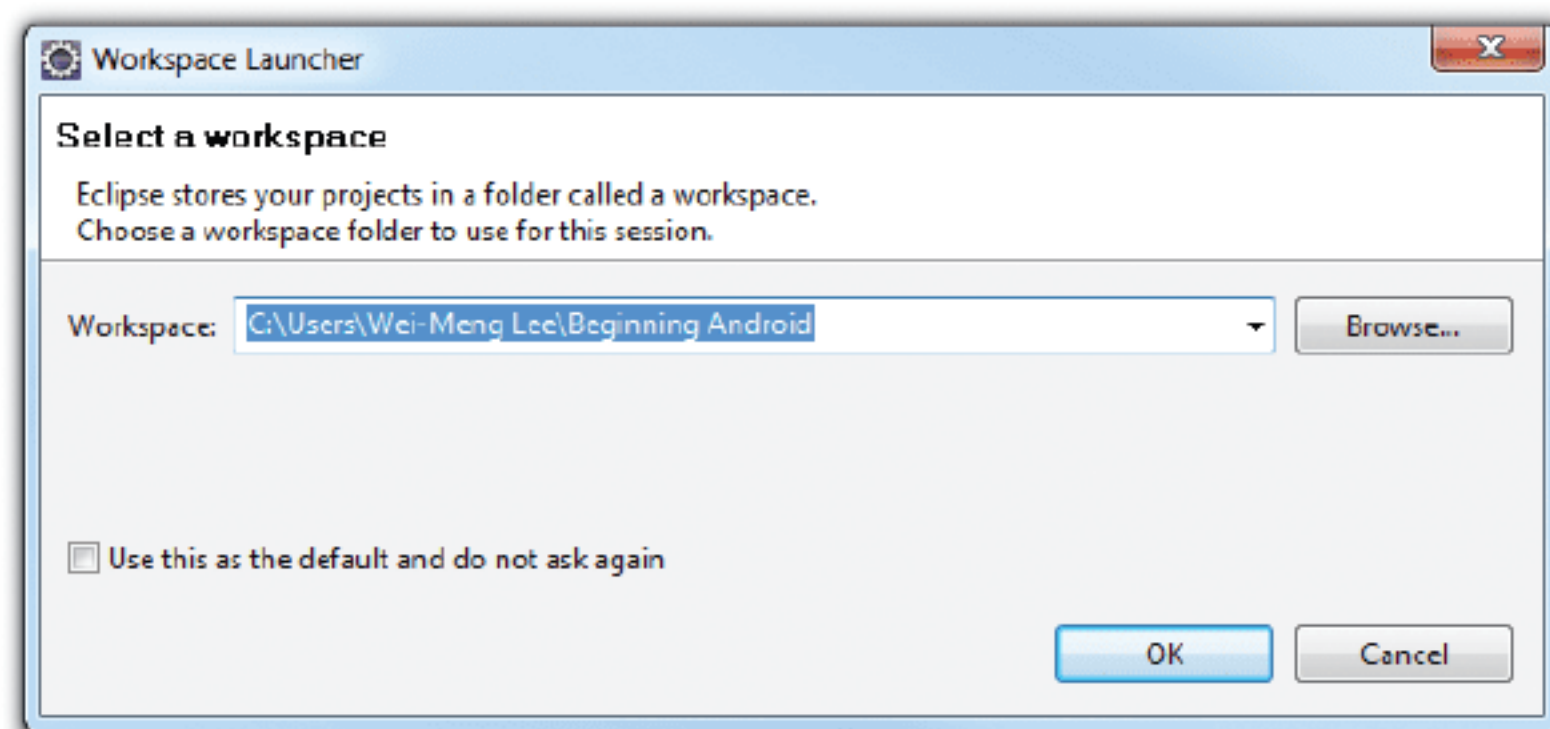 Workspace Launcher
Select a workspace
Eclipse stores your projects in a folder called a workspace.
Choose a workspace folder to use for this session.
Workspace: C:\Users\Wei-Meng Lee\Beginning Android Browse...
Use this as the default and do not ask again
OK Cancel